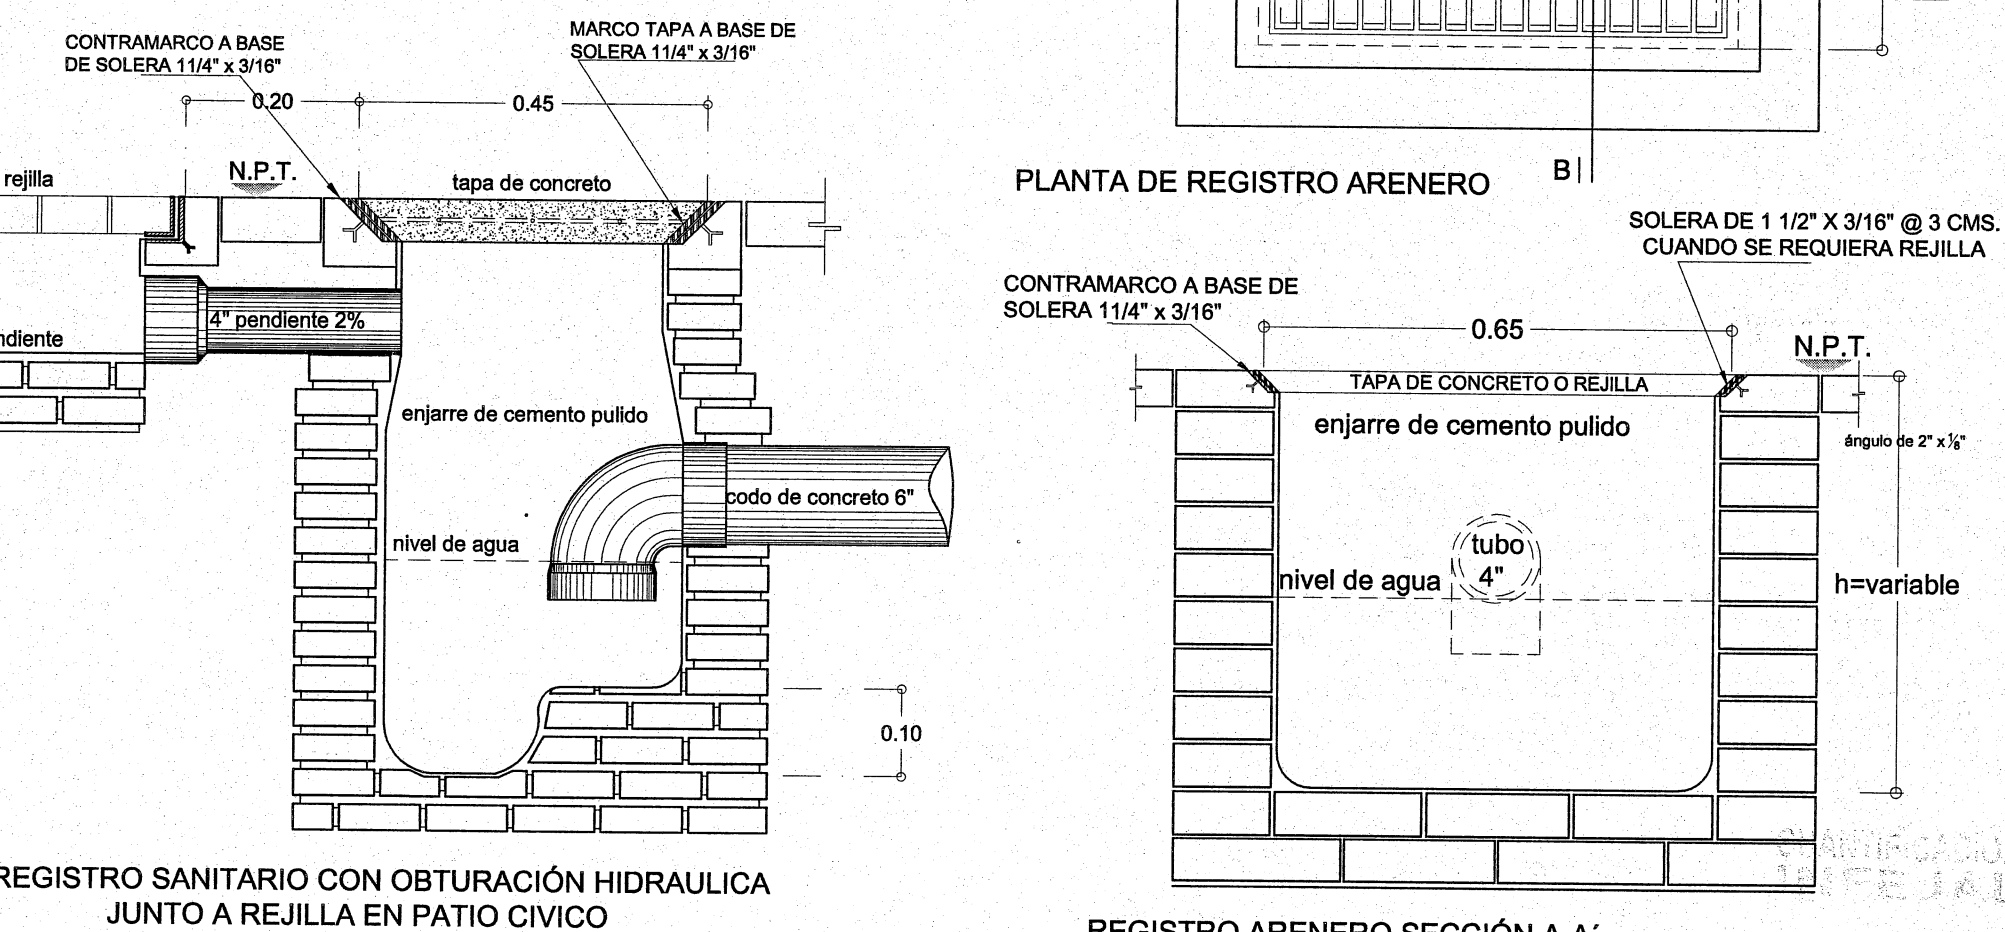 CONTRAMARCO A BASE
DE SOLERA 11/4" x 3/16"
MARCO TAPA A BASE DE
SOLERA 11/4" x 3/16"
0.20
0.45
rejilla
N.P.T.
tapa de concreto
4" pendiente 2%
ndiente
enjarre de cemento pulido
codo de concreto 6"
nivel de agua
0.10
REGISTRO SANITARIO CON OBTURACIÓN HIDRAULICA
JUNTO A REJILLA EN PATIO CIVICO
B
PLANTA DE REGISTRO ARENERO
SOLERA DE 1 1/2" X 3/16" @ 3 CMS.
CUANDO SE REQUIERA REJILLA
CONTRAMARCO A BASE DE
SOLERA 11/4" x 3/16"
0.65
N.P.T.
TAPA DE CONCRETO O REJILLA
enjarre de cemento pulido
ángulo de 2" x ⅛"
tubo
4"
nivel de agua
h=variable
REGISTRO ARENERO SECCIÓN A-A´